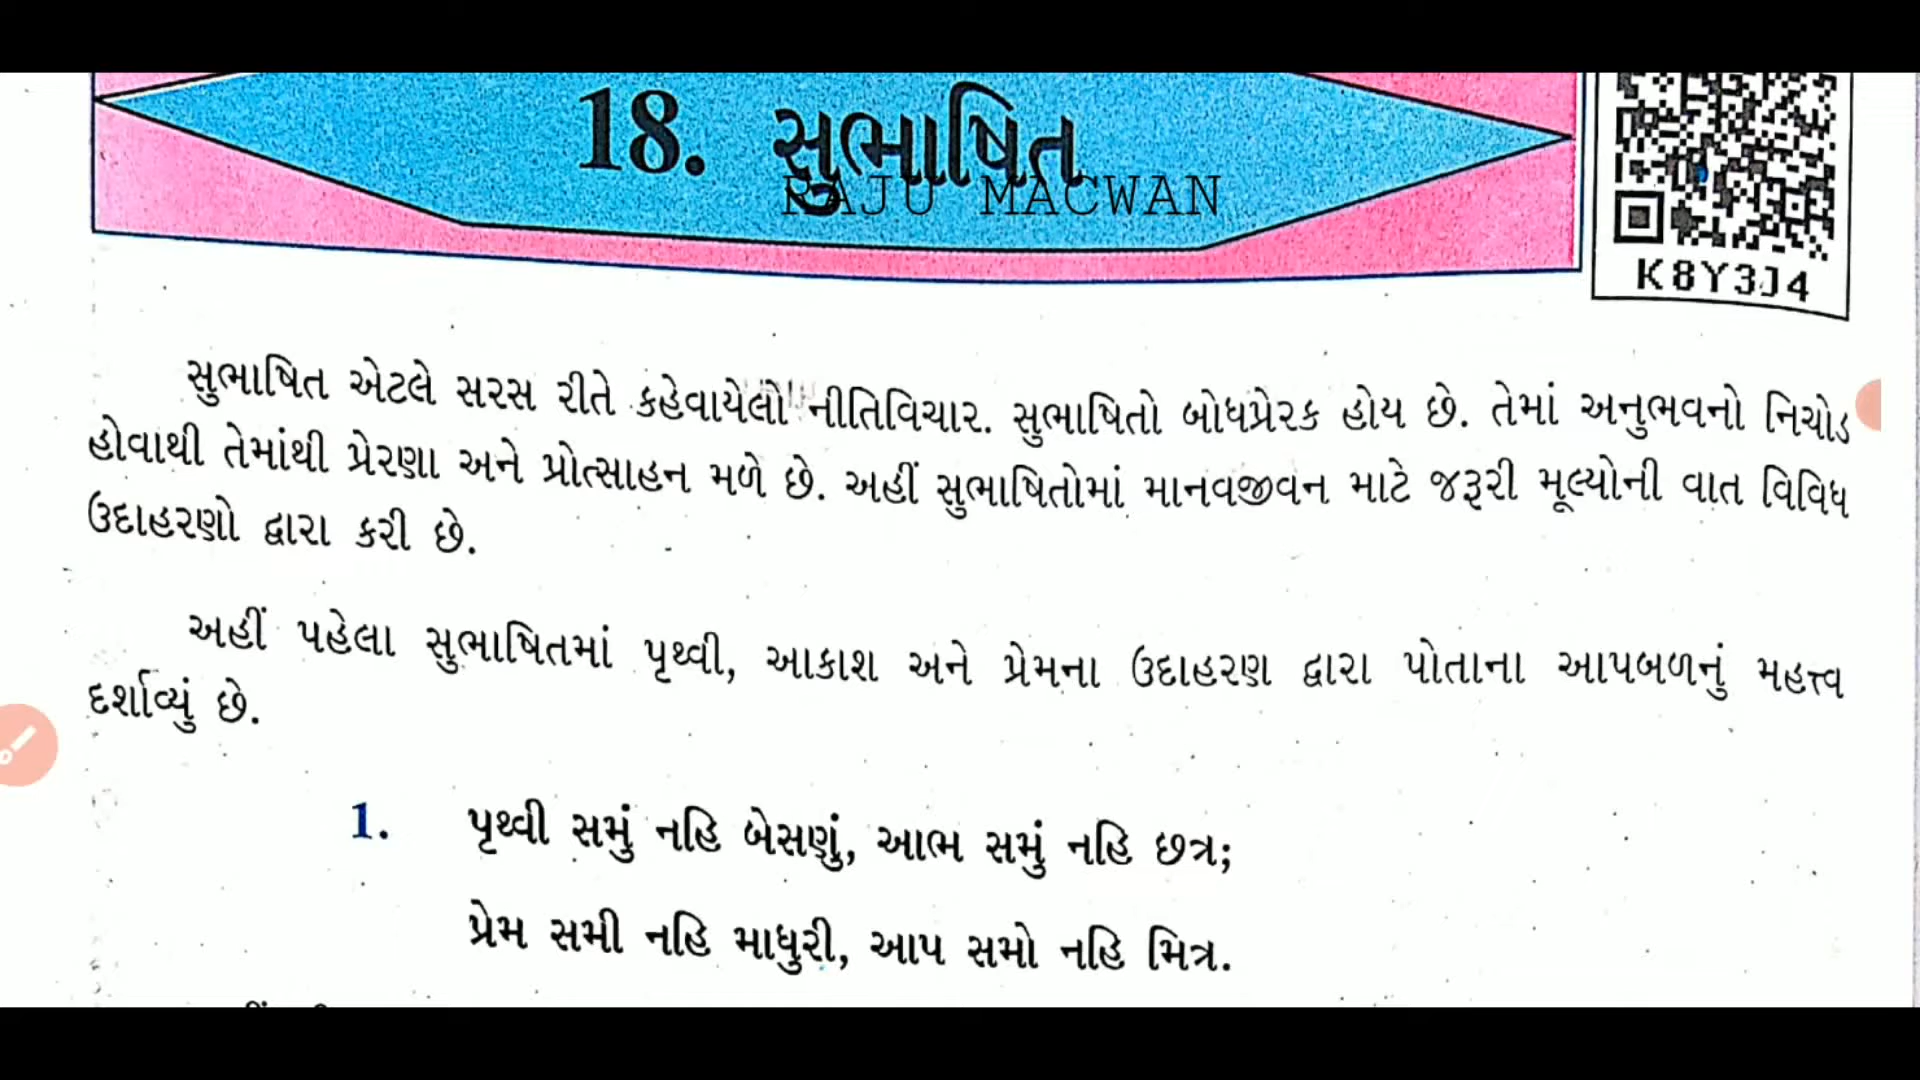 18. સુભાષિત
RAJU MACWAN
K8Y3J4
સુભાષિત એટલે સરસ રીતે કહેવાયેલો નીતિવિચાર. સુભાષિતો બોધપ્રેરક હોય છે. તેમાં અનુભવનો નિચોડ
હોવાથી તેમાંથી પ્રેરણા અને પ્રોત્સાહન મળે છે. અહીં સુભાષિતોમાં માનવજીવન માટે જરૂરી મૂલ્યોની વાત વિવિધ
ઉદાહરણો દ્વારા કરી છે.
અહીં પહેલા સુભાષિતમાં પૃથ્વી, આકાશ અને પ્રેમના ઉદાહરણ દ્વારા પોતાના આપબળનું મહત્ત્વ
દર્શાવ્યું છે.
1. પૃથ્વી સમું નહિ બેસણું, આભ સમું નહિ છત્ર;
પ્રેમ સમી નહિ માધુરી, આપ સમો નહિ મિત્ર.